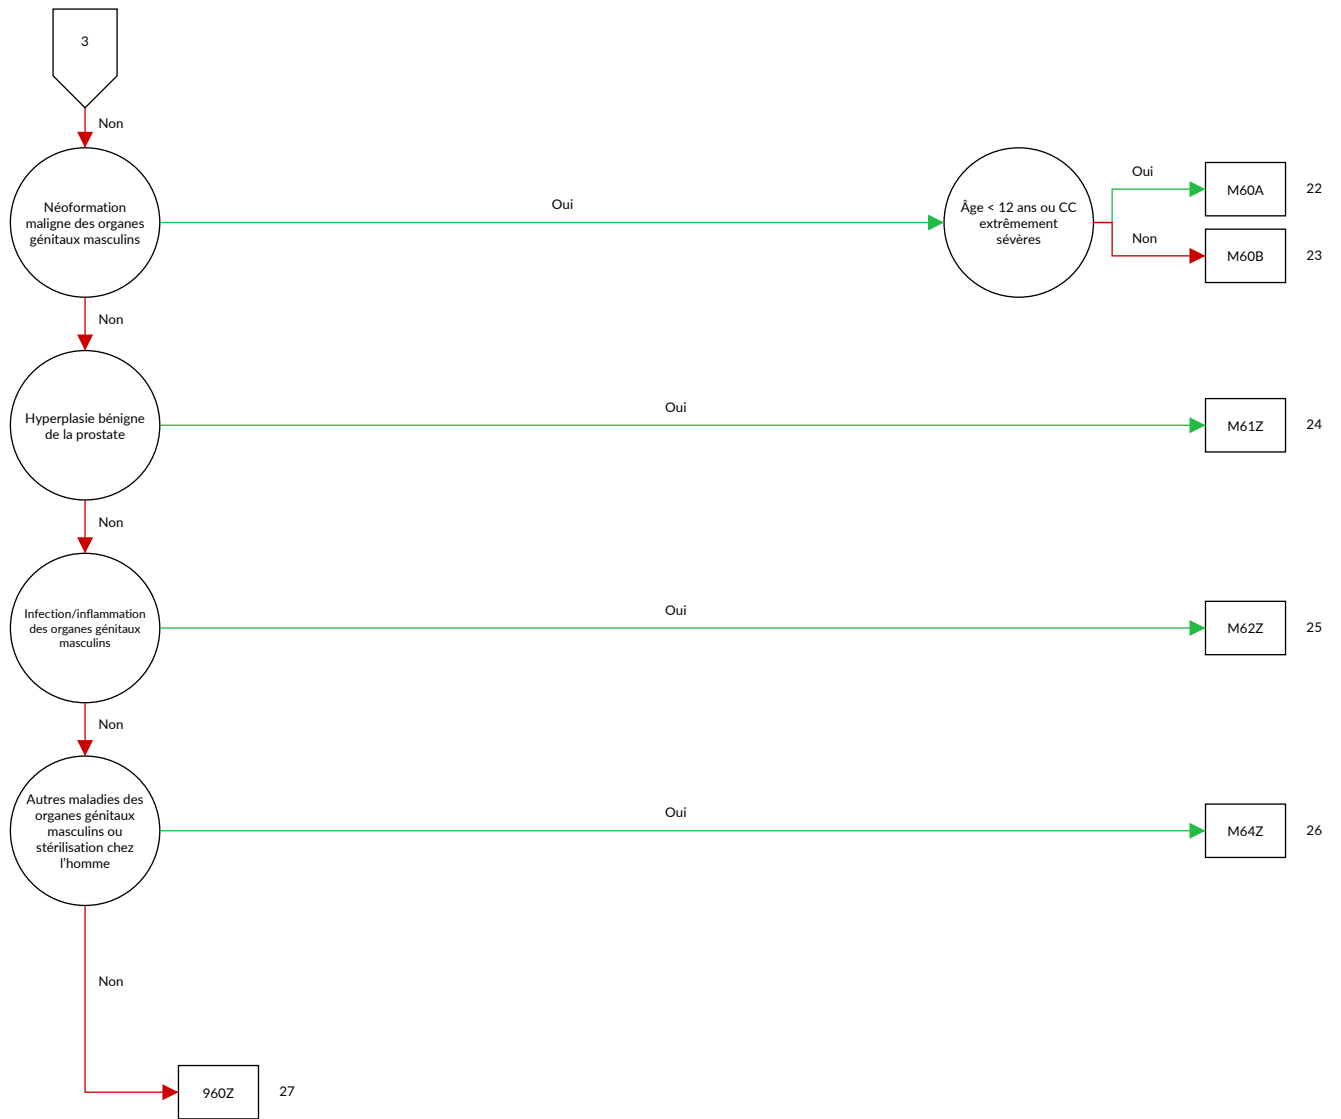 3
Non
Néoformation
maligne des organes
génitaux masculins
Oui
Âge < 12 ans ou CC
extrêmement
sévères
Oui
M60A
22
Non
M60B
23
Non
Hyperplasie bénigne
de la prostate
Oui
M61Z
24
Non
Infection/inflammation
des organes génitaux
masculins
Oui
M62Z
25
Non
Autres maladies des
organes génitaux
masculins ou
stérilisation chez
l'homme
Oui
M64Z
26
Non
960Z
27